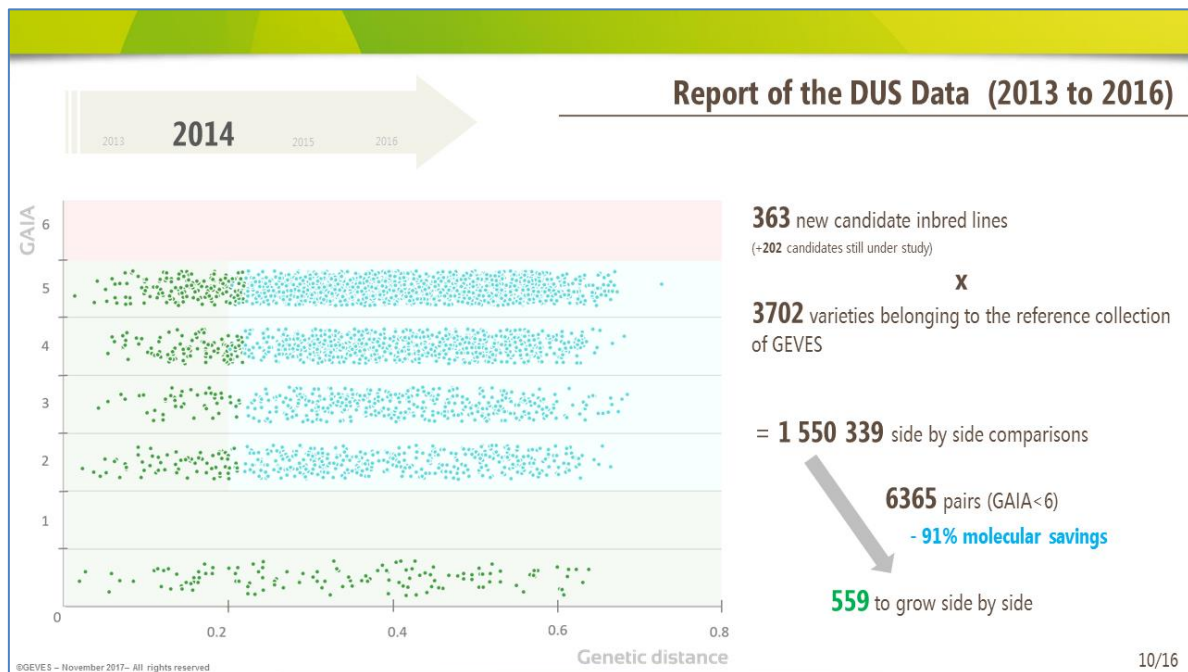 Report of the DUS Data (2013 to 2016)
2013 2014 2015 2016
GAIA
6
5
4
3
2
1
0 0.2 0.4 0.6 0.8
Genetic distance
363 new candidate inbred lines
(+202 candidates still under study)
x
3702 varieties belonging to the reference collection
of GEVES
= 1 550 339 side by side comparisons
6365 pairs (GAIA<6)
- 91% molecular savings
559 to grow side by side
©GEVES – November 2017– All rights reserved
10/16